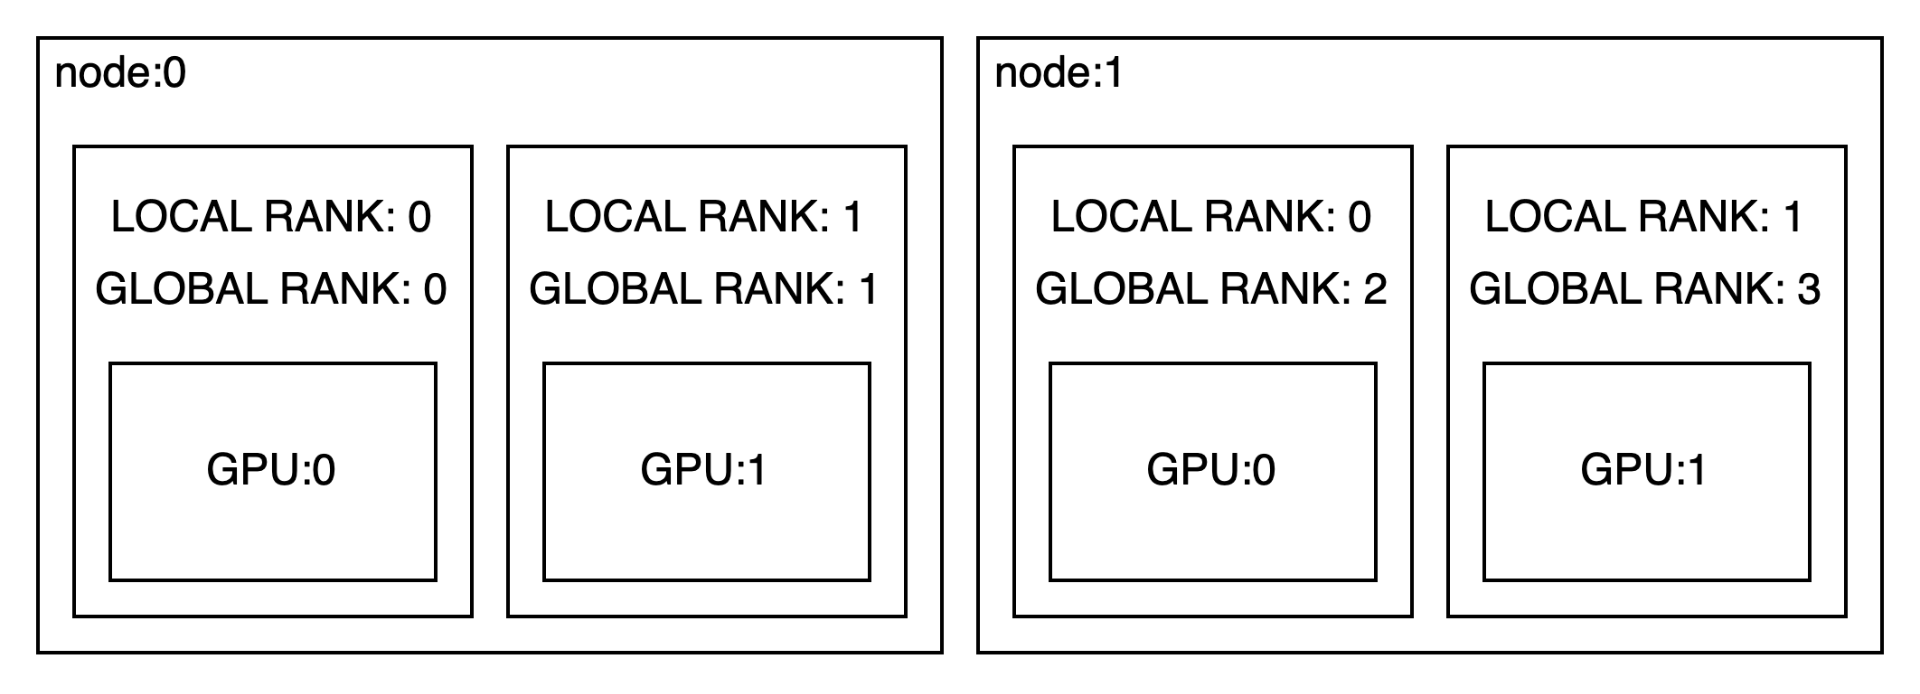 node:0
LOCAL RANK: 0
GLOBAL RANK: 0
GPU:0
LOCAL RANK: 1
GLOBAL RANK: 1
GPU:1
node:1
LOCAL RANK: 0
GLOBAL RANK: 2
GPU:0
LOCAL RANK: 1
GLOBAL RANK: 3
GPU:1